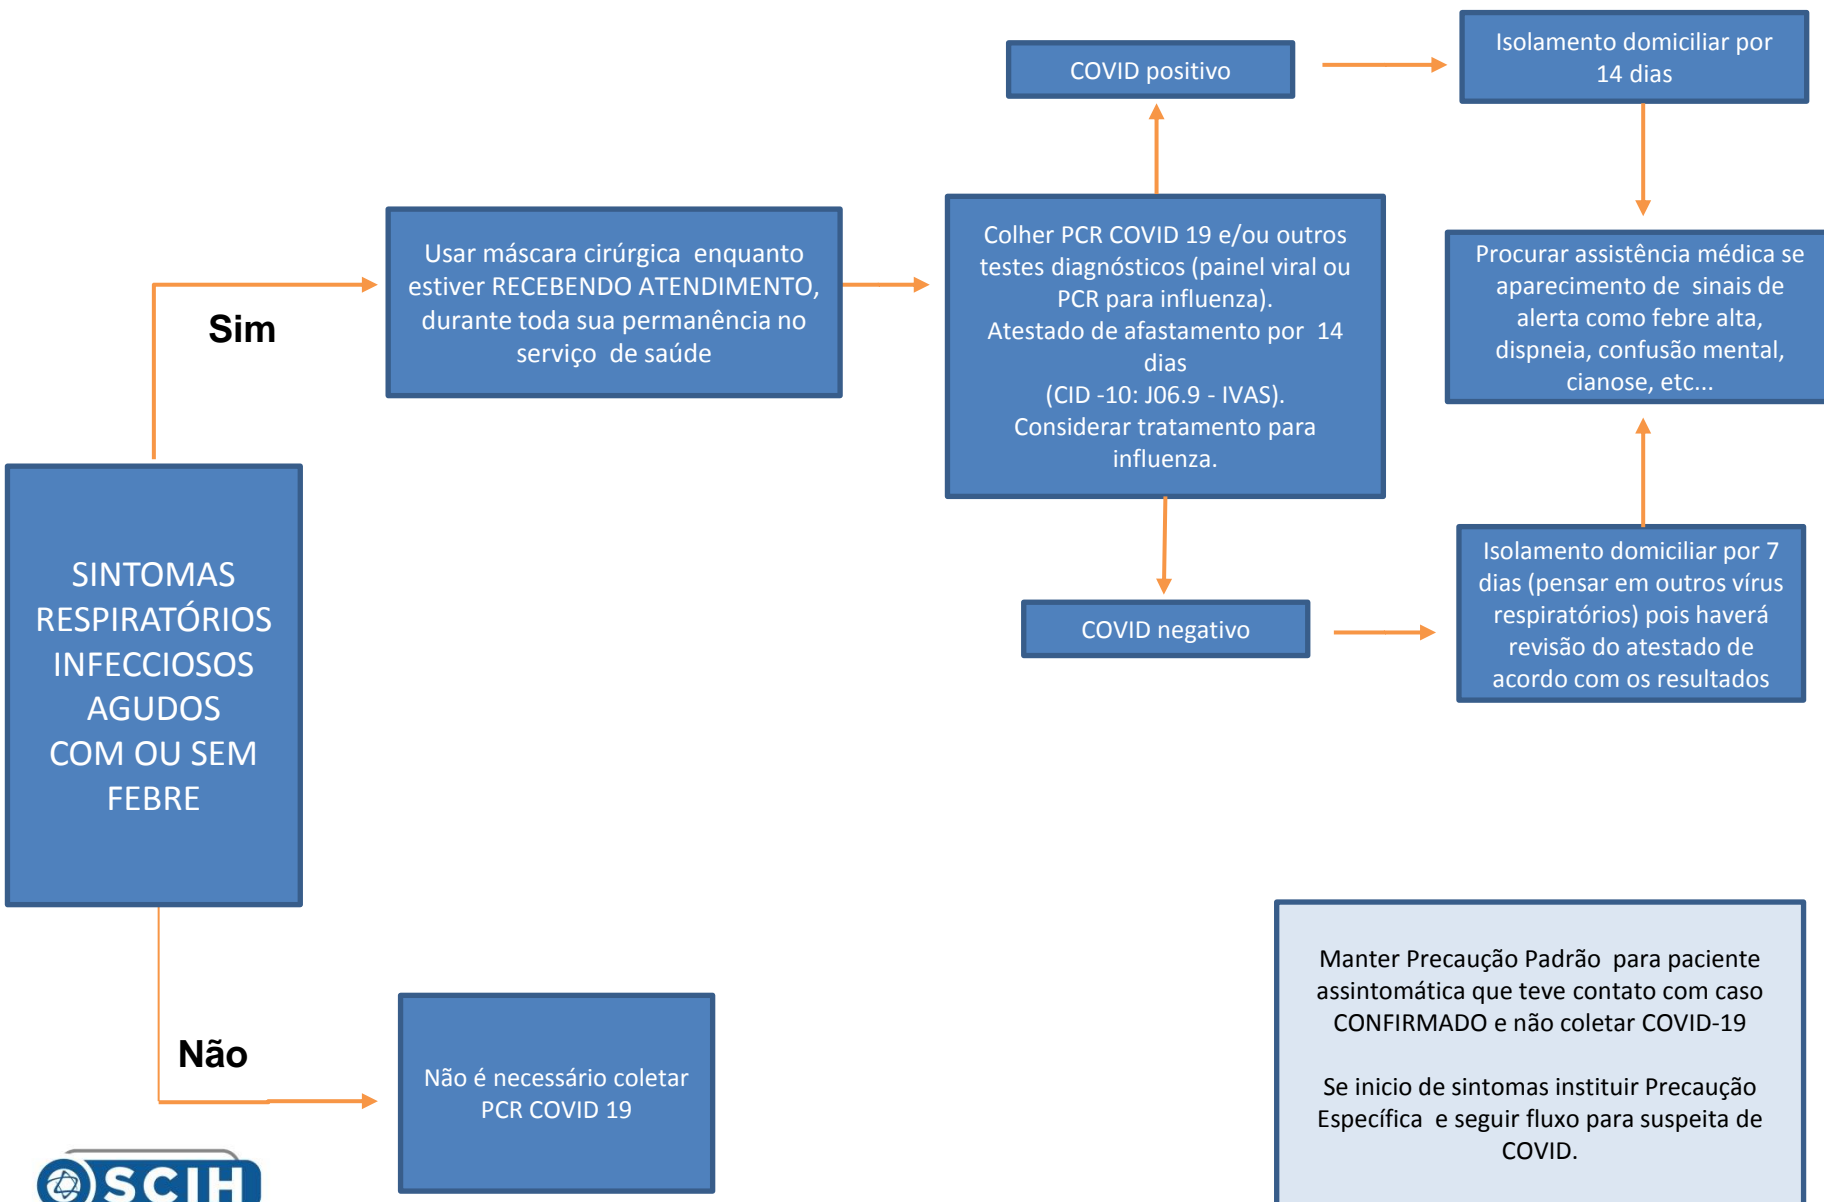 COVID positivo
Isolamento domiciliar por
14 dias
Usar máscara cirúrgica  enquanto
estiver RECEBENDO ATENDIMENTO,
durante toda sua permanência no
serviço  de saúde
Sim
Colher PCR COVID 19 e/ou outros
testes diagnósticos (painel viral ou
PCR para influenza).
Atestado de afastamento por  14
dias
(CID -10: J06.9 - IVAS).
Considerar tratamento para
influenza.
Procurar assistência médica se
aparecimento de  sinais de
alerta como febre alta,
dispneia, confusão mental,
cianose, etc...
COVID negativo
Isolamento domiciliar por 7
dias (pensar em outros vírus
respiratórios) pois haverá
revisão do atestado de
acordo com os resultados
SINTOMAS
RESPIRATÓRIOS
INFECCIOSOS
AGUDOS
COM OU SEM
FEBRE
Não
Não é necessário coletar
PCR COVID 19
Manter Precaução Padrão  para paciente
assintomática que teve contato com caso
CONFIRMADO e não coletar COVID-19
Se inicio de sintomas instituir Precaução
Específica  e seguir fluxo para suspeita de
COVID.
SCIH